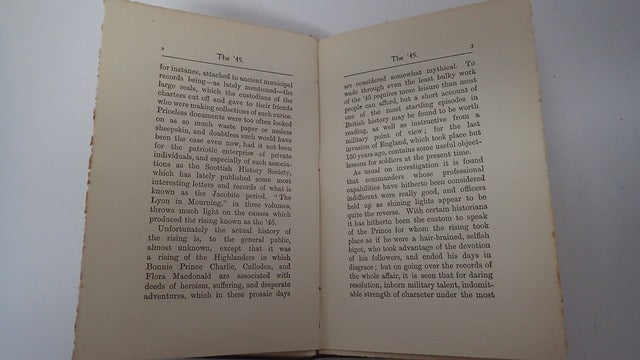 2
The '45.
for instance, attached to ancient municipal
records being—as lately mentioned—the
large seals, which the custodians of the
charters cut off and gave to their friends
who were making collections of such curios.
Priceless documents were too often looked
on as so much waste paper or useless
sheepskin, and doubtless such would have
been the case even now, had it not been
for the patriotic enterprise of private
individuals, and especially of such associa-
tions as the Scottish History Society,
which has lately published some most
interesting letters and records of what is
known as the Jacobite period. "The
Lyon in Mourning," in three volumes,
throws much light on the causes which
produced the rising known as the '45.
Unfortunately the actual history of
the rising is, to the general public,
almost unknown, except that it was
a rising of the Highlanders in which
Bonnie Prince Charlie, Culloden, and
Flora Macdonald are associated with
deeds of heroism, suffering, and desperate
adventures, which in these prosaic days
The '45.
3
are considered somewhat mythical. To
wade through even the least bulky work
of the '45 requires more leisure than most
people can afford, but a short account of
one of the most startling episodes in
British history may be found to be worth
reading, as well as instructive from a
military point of view; for the last
invasion of England, which took place but
150 years ago, contains some useful object-
lessons for soldiers at the present time.
As usual on investigation it is found
that commanders whose professional
capabilities have hitherto been considered
indifferent were really good, and officers
held up as shining lights appear to be
quite the reverse. With certain historians
it has hitherto been the custom to speak
of the Prince for whom the rising took
place as if he were a hair-brained, selfish
bigot, who took advantage of the devotion
of his followers, and ended his days in
disgrace; but on going over the records of
the whole affair, it is seen that for daring
resolution, inborn military talent, indomit-
able strength of character under the most